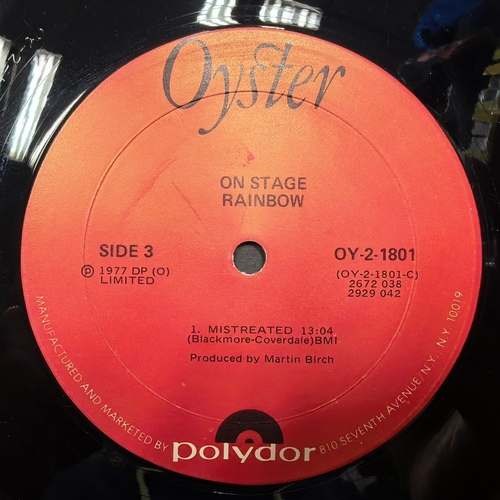 Oyster
ON STAGE
RAINBOW
SIDE 3
℗ 1977 DP (O)
LIMITED
OY-2-1801
(OY-2-1801-C)
2672 038
2929 042
1. MISTREATED 13:04
(Blackmore-Coverdale)BMI
Produced by Martin Birch
MANUFACTURED AND MARKETED BY polydor 810 SEVENTH AVENUE/N.Y. NY 10019